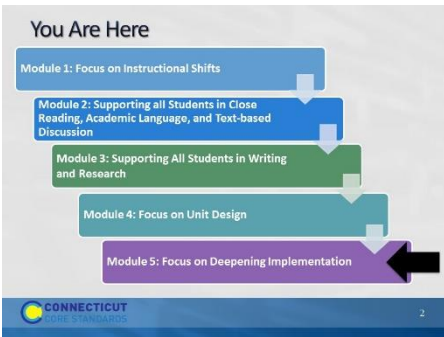 You Are Here
Module 1: Focus on Instructional Shifts
Module 2: Supporting all Students in Close
Reading, Academic Language, and Text-based
Discussion
Module 3: Supporting All Students in Writing
and Research
Module 4: Focus on Unit Design
Module 5: Focus on Deepening Implementation
CONNECTICUT
CORE STANDARDS
2